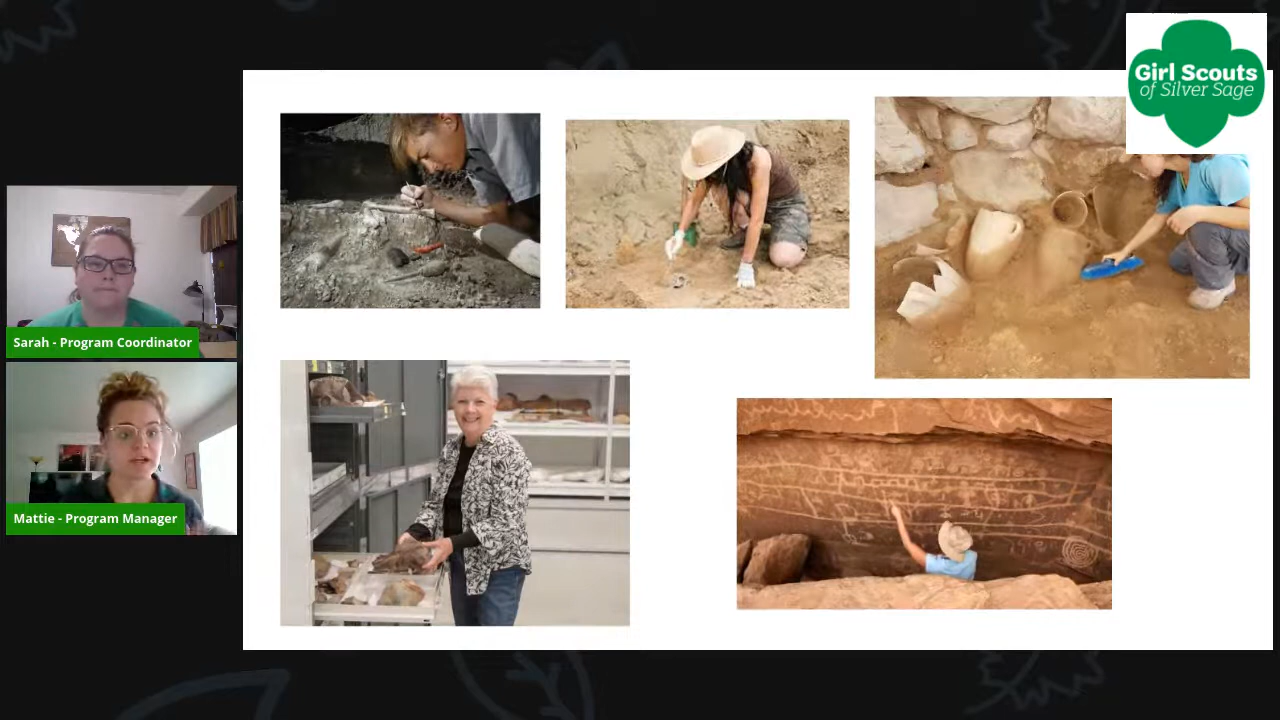 Girl Scouts
of Silver Sage
Sarah - Program Coordinator
Mattie - Program Manager